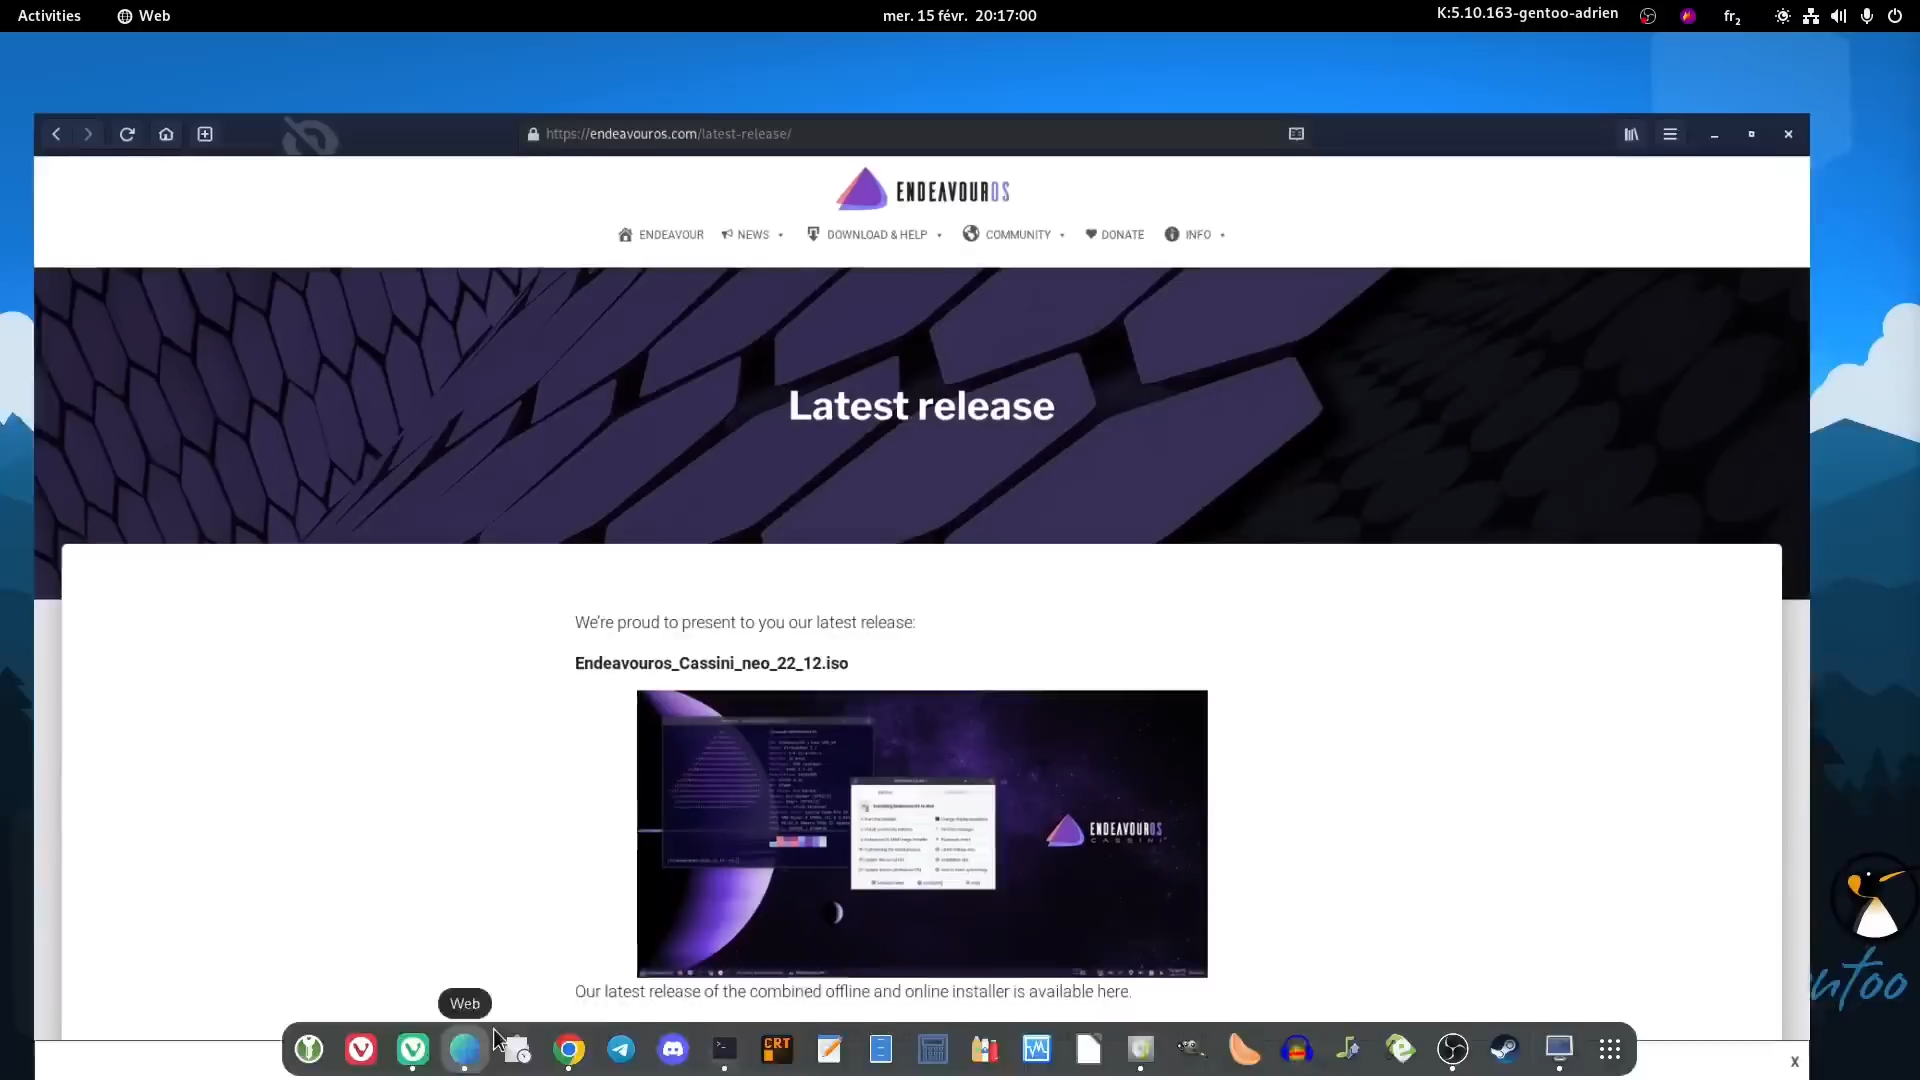 Activities
Web
mer. 15 févr. 20:17:00
K:5.10.163-gentoo-adrien
fr₂
https://endeavouros.com/latest-release/
ENDEAVOUROS
ENDEAVOUR
NEWS
DOWNLOAD & HELP
COMMUNITY
DONATE
INFO
Latest release
We're proud to present to you our latest release:
Endeavouros_Cassini_neo_22_12.iso
ENDEAVOUROS
CASSINI
Our latest release of the combined offline and online installer is available here.
Web
CRT
ntoo
x